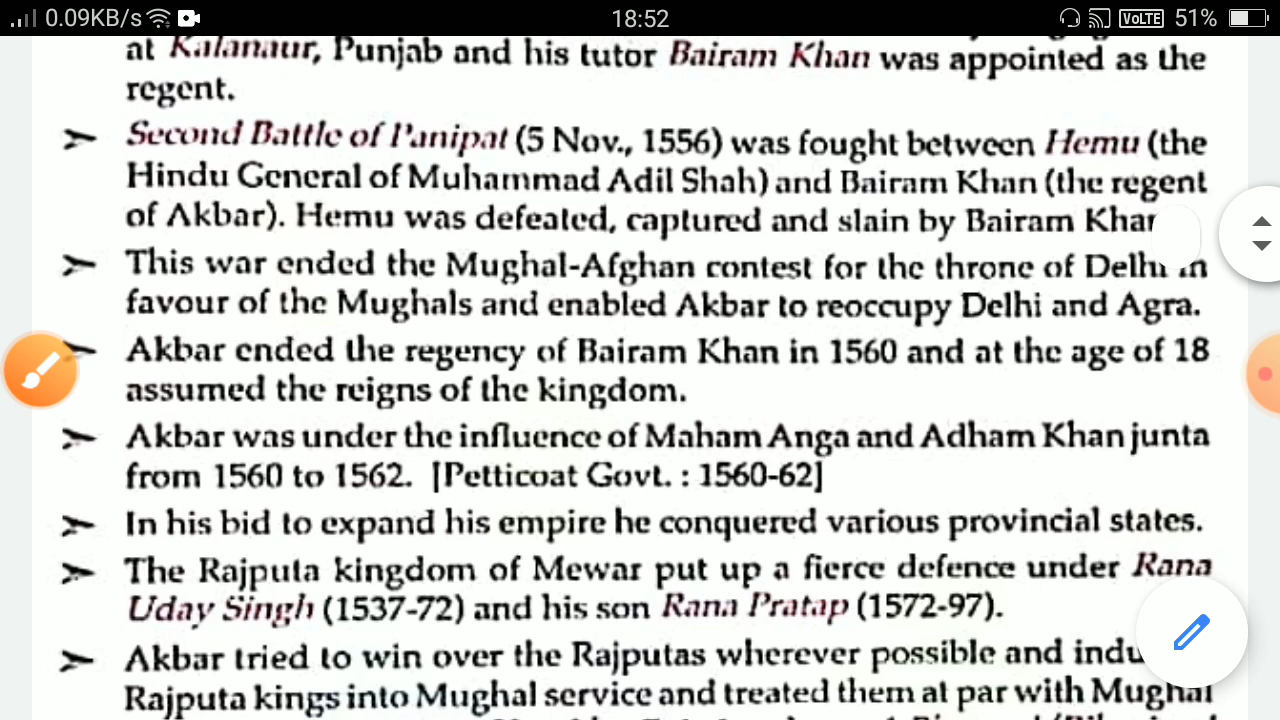 0.09KB/s 18:52 VoLTE 51%
at Kalanaur, Punjab and his tutor Bairam Khan was appointed as the
regent.
➢ Second Battle of Panipat (5 Nov., 1556) was fought between Hemu (the
Hindu General of Muhammad Adil Shah) and Bairam Khan (the regent
of Akbar). Hemu was defeated, captured and slain by Bairam Khan
➢ This war ended the Mughal-Afghan contest for the throne of Delhi in
favour of the Mughals and enabled Akbar to reoccupy Delhi and Agra.
➢ Akbar ended the regency of Bairam Khan in 1560 and at the age of 18
assumed the reigns of the kingdom.
➢ Akbar was under the influence of Maham Anga and Adham Khan junta
from 1560 to 1562. [Petticoat Govt. : 1560-62]
➢ In his bid to expand his empire he conquered various provincial states.
➢ The Rajputa kingdom of Mewar put up a fierce defence under Rana
Uday Singh (1537-72) and his son Rana Pratap (1572-97).
➢ Akbar tried to win over the Rajputas wherever possible and indu
Rajputa kings into Mughal service and treated them at par with Mughal